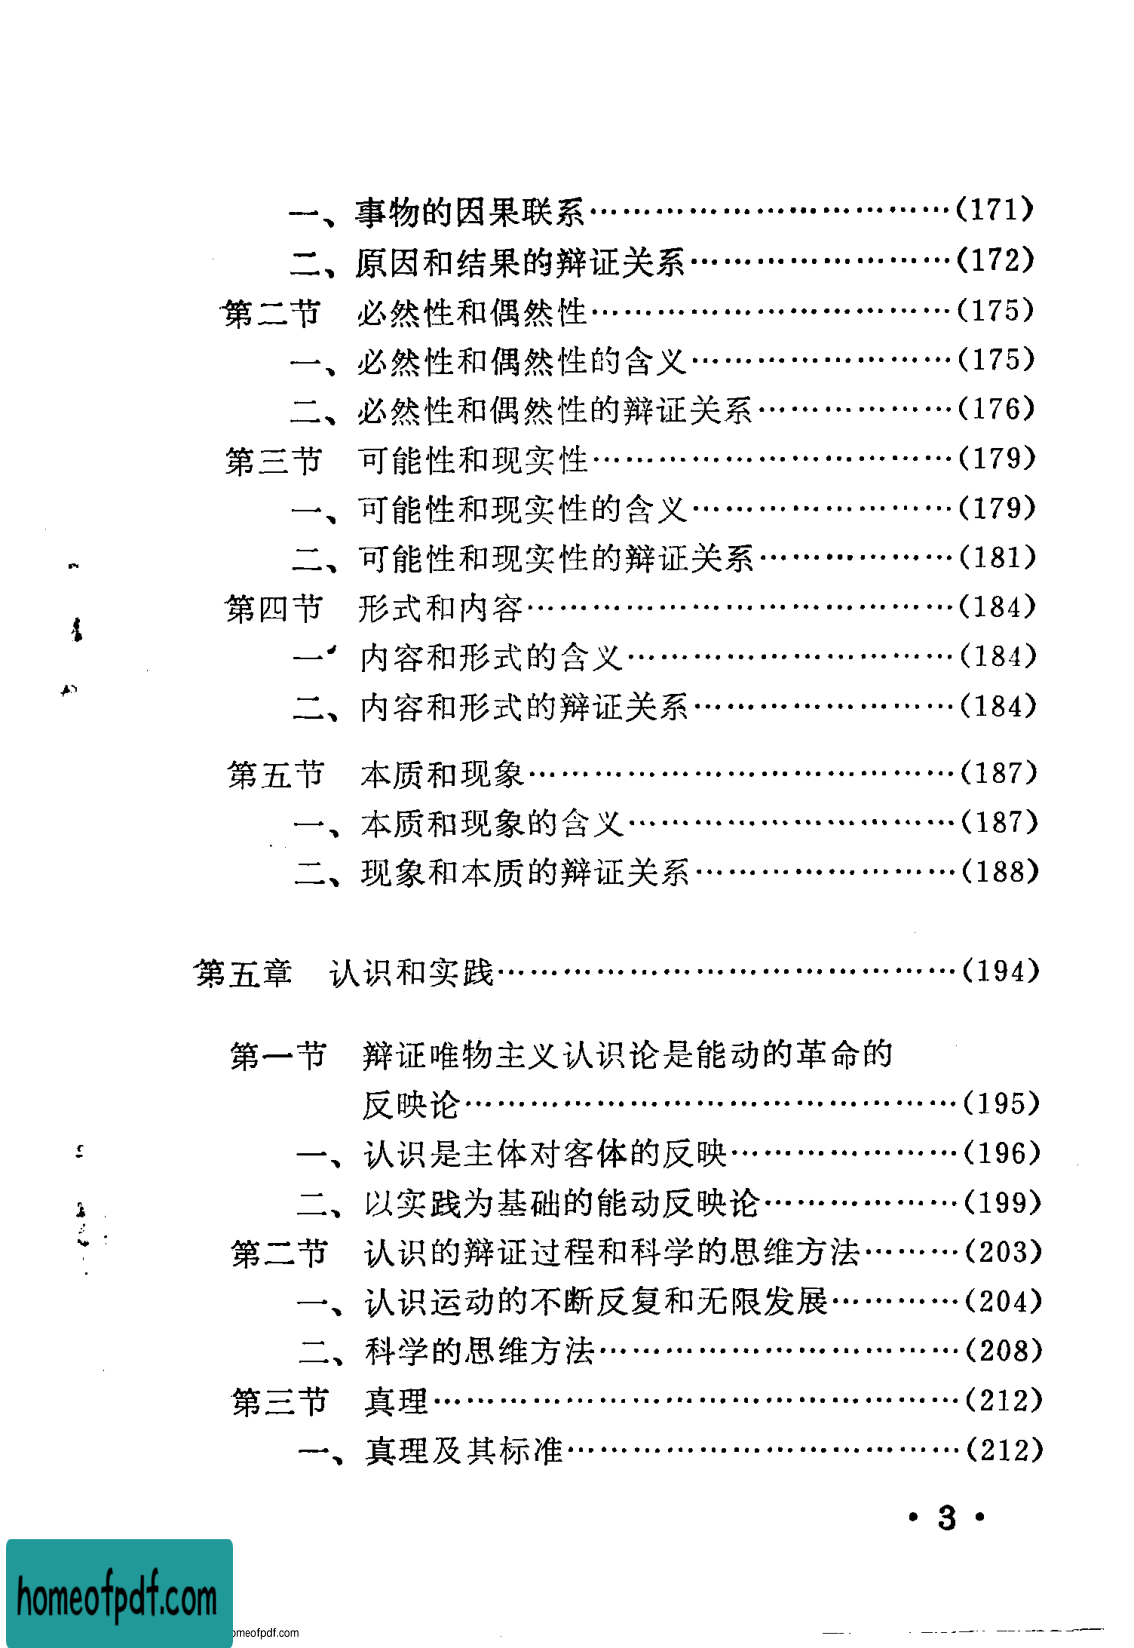 一、事物的因果联系……………………………(171)
二、原因和结果的辩证关系……………………(172)
第二节 必然性和偶然性……………………………(175)
一、必然性和偶然性的含义……………………(175)
二、必然性和偶然性的辩证关系………………(176)
第三节 可能性和现实性……………………………(179)
一、可能性和现实性的含义……………………(179)
二、可能性和现实性的辩证关系………………(181)
第四节 形式和内容…………………………………(184)
一、内容和形式的含义…………………………(184)
二、内容和形式的辩证关系……………………(184)
第五节 本质和现象…………………………………(187)
一、本质和现象的含义…………………………(187)
二、现象和本质的辩证关系……………………(188)
第五章 认识和实践……………………………………(194)
第一节 辩证唯物主义认识论是能动的革命的
反映论………………………………………(195)
一、认识是主体对客体的反映…………………(196)
二、以实践为基础的能动反映论………………(199)
第二节 认识的辩证过程和科学的思维方法………(203)
一、认识运动的不断反复和无限发展…………(204)
二、科学的思维方法……………………………(208)
第三节 真理…………………………………………(212)
一、真理及其标准………………………………(212)
• 3 •
homeofpdf.com
omeofpdf.com